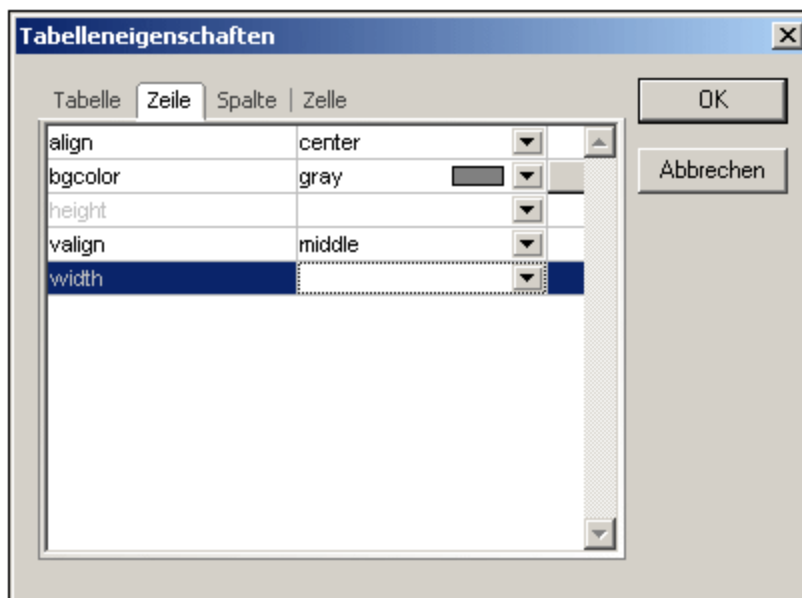 Tabelleneigenschaften
Tabelle Zeile Spalte Zelle
OK
Abbrechen
align center
bgcolor gray
height
valign middle
width